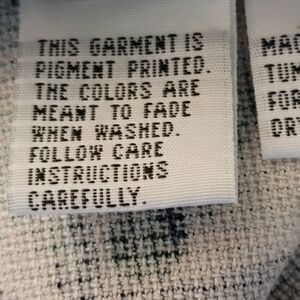 THIS GARMENT IS
PIGMENT PRINTED.
THE COLORS ARE
MEANT TO FADE
WHEN WASHED.
FOLLOW CARE
INSTRUCTIONS
CAREFULLY.